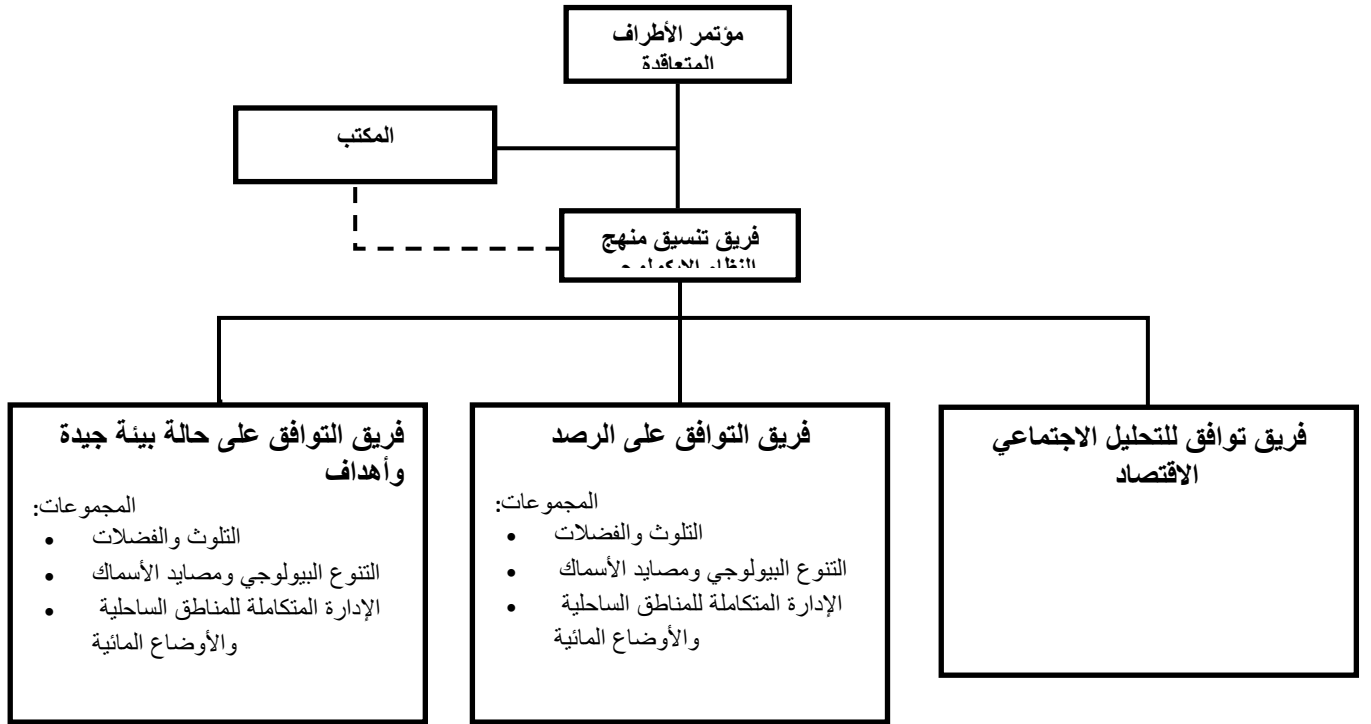 مؤتمر الأطراف
المتعاقدة
المكتب
فريق تنسيق منهج
فريق توافق للتحليل الاجتماعي
الاقتصاد
فريق التوافق على الرصد
المجموعات:
• التلوث والفضلات
• التنوع البيولوجي ومصايد الأسماك
• الإدارة المتكاملة للمناطق الساحلية
والأوضاع المائية
فريق التوافق على حالة بيئة جيدة
وأهداف
المجموعات:
• التلوث والفضلات
• التنوع البيولوجي ومصايد الأسماك
• الإدارة المتكاملة للمناطق الساحلية
والأوضاع المائية